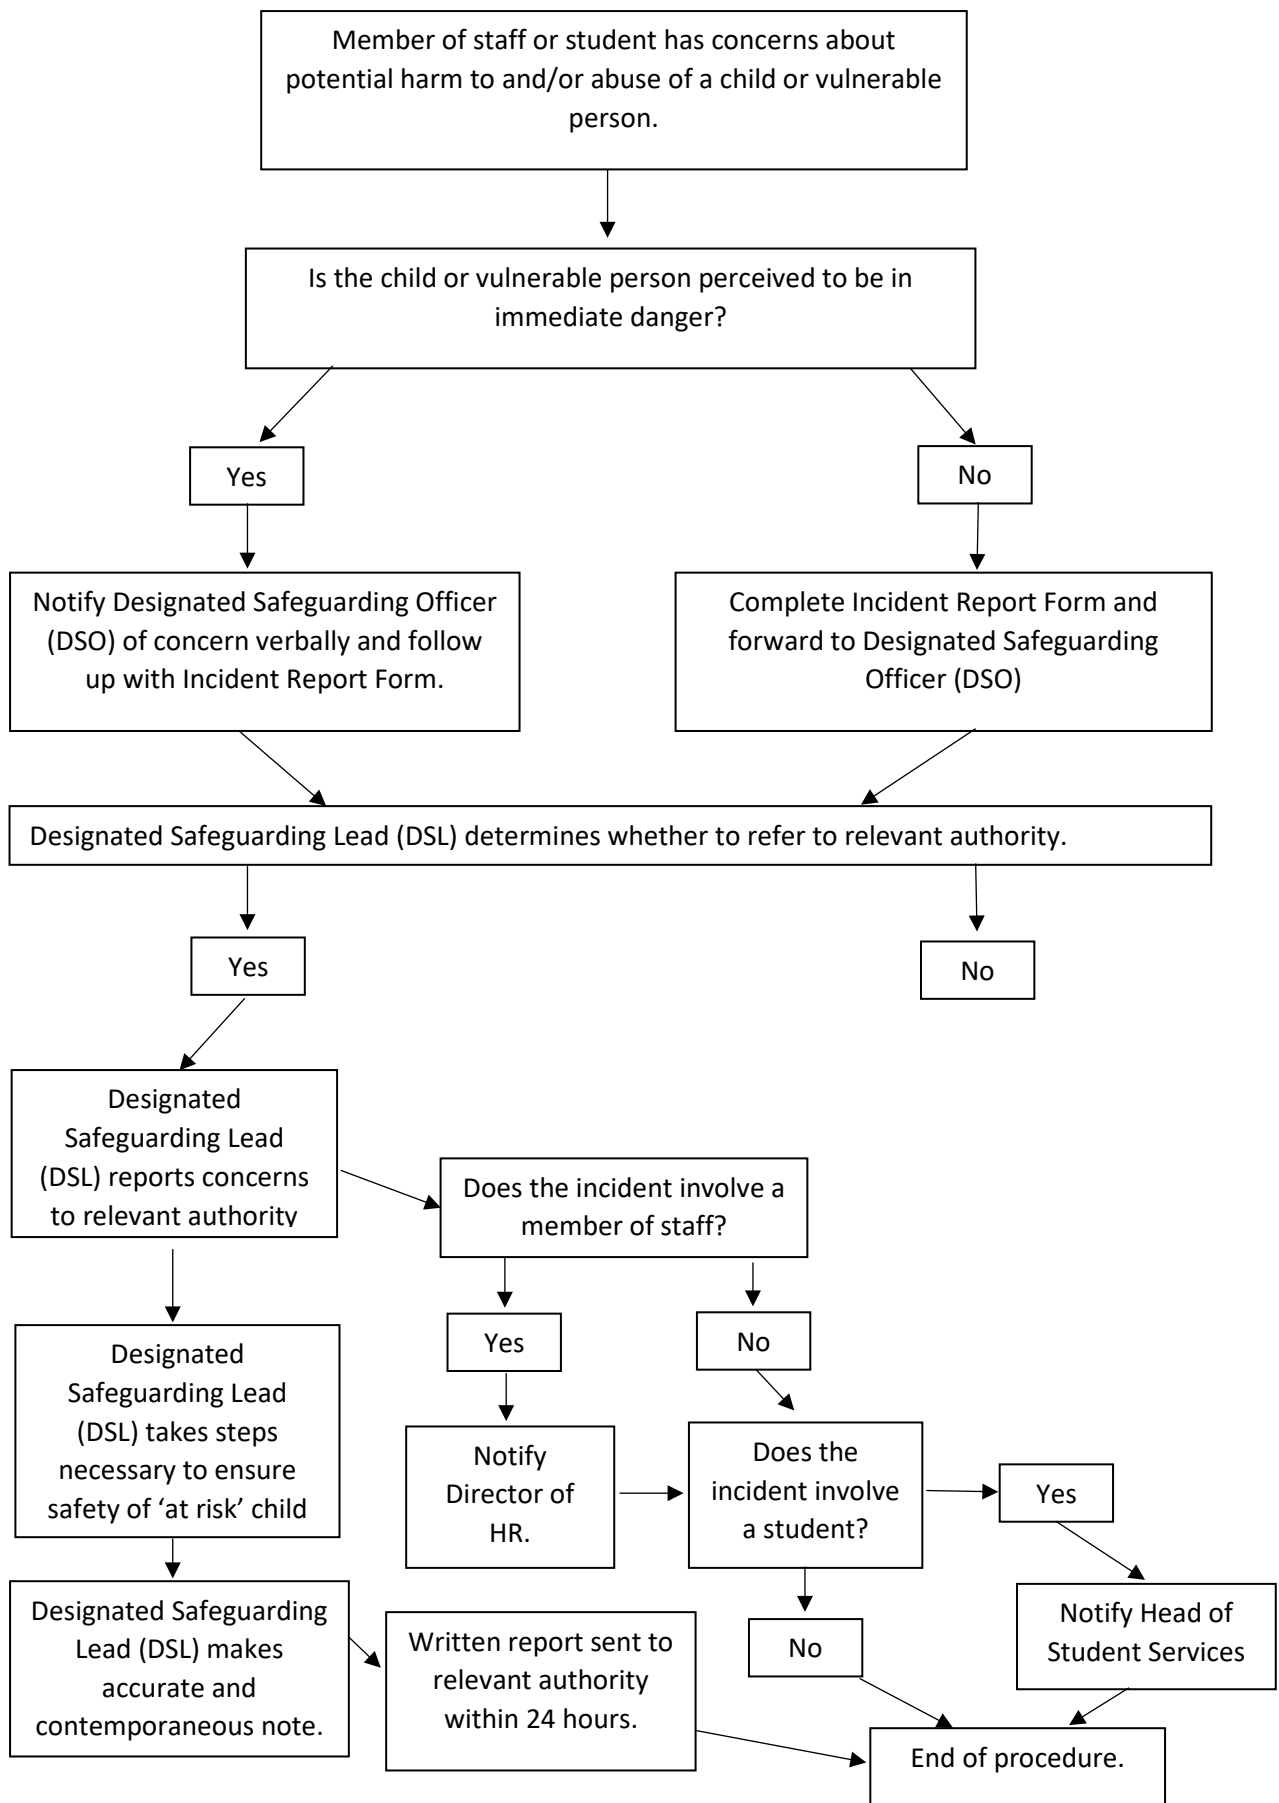 Member of staff or student has concerns about
potential harm to and/or abuse of a child or vulnerable
person.
Is the child or vulnerable person perceived to be in
immediate danger?
Yes
No
Notify Designated Safeguarding Officer
(DSO) of concern verbally and follow
up with Incident Report Form.
Complete Incident Report Form and
forward to Designated Safeguarding
Officer (DSO)
Designated Safeguarding Lead (DSL) determines whether to refer to relevant authority.
Yes
No
Designated
Safeguarding Lead
(DSL) reports concerns
to relevant authority
Does the incident involve a
member of staff?
Yes
No
Designated
Safeguarding Lead
(DSL) takes steps
necessary to ensure
safety of ‘at risk’ child
Notify
Director of
HR.
Does the
incident involve
a student?
Yes
Designated Safeguarding
Lead (DSL) makes
accurate and
contemporaneous note.
Written report sent to
relevant authority
within 24 hours.
No
Notify Head of
Student Services
End of procedure.